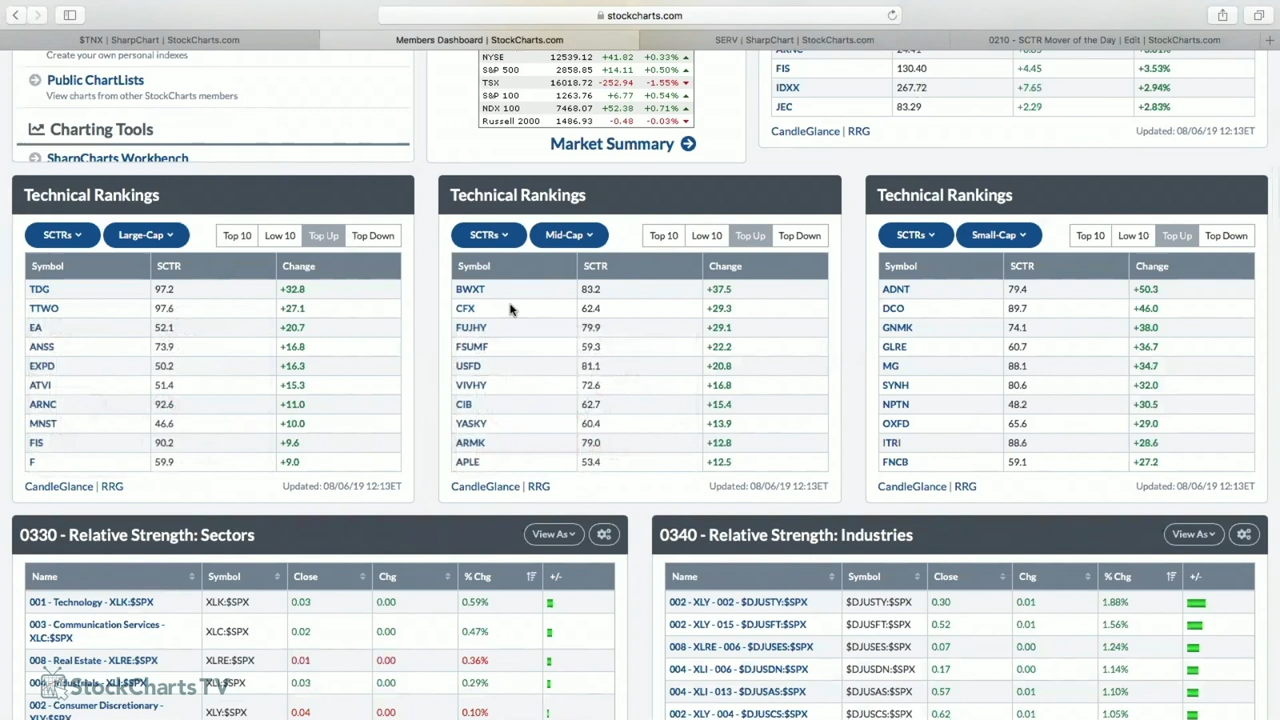 stockcharts.com
$TNX | SharpChart | StockCharts.com
Members Dashboard | StockCharts.com
SERV | SharpChart | StockCharts.com
0210 - SCTR Mover of the Day | Edit | StockCharts.com
Create your own personal indexes
Public ChartLists
View charts from other StockCharts members
Charting Tools
SharpCharts Workbench
NYSE 12539.12 +41.82 +0.33%
S&P 500 2858.85 +14.11 +0.50%
TSX 16018.72 -252.94 -1.55%
S&P 100 1263.76 +6.77 +0.54%
NDX 100 7468.07 +52.38 +0.71%
Russell 2000 1486.93 -0.48 -0.03%
Market Summary
FIS 130.40 +4.45 +3.53%
IDXX 267.72 +7.65 +2.94%
JEC 83.29 +2.29 +2.83%
CandleGlance | RRG Updated: 08/06/19 12:13ET
Technical Rankings
SCTRs Large-Cap Top 10 Low 10 Top Up Top Down
Symbol SCTR Change
TDG 97.2 +32.8
TTWO 97.6 +27.1
EA 52.1 +20.7
ANSS 73.9 +16.8
EXPD 50.2 +16.3
ATVI 51.4 +15.3
ARNC 92.6 +11.0
MNST 46.6 +10.0
FIS 90.2 +9.6
F 59.9 +9.0
CandleGlance | RRG Updated: 08/06/19 12:13ET
Technical Rankings
SCTRs Mid-Cap Top 10 Low 10 Top Up Top Down
Symbol SCTR Change
BWXT 83.2 +37.5
CFX 62.4 +29.3
FUJHY 79.9 +29.1
FSUMF 59.3 +22.2
USFD 81.1 +20.8
VIVHY 72.6 +16.8
CIB 62.7 +15.4
YASKY 60.4 +13.9
ARMK 79.0 +12.8
APLE 53.4 +12.5
CandleGlance | RRG Updated: 08/06/19 12:13ET
Technical Rankings
SCTRs Small-Cap Top 10 Low 10 Top Up Top Down
Symbol SCTR Change
ADNT 79.4 +50.3
DCO 89.7 +46.0
GNMK 74.1 +38.0
GLRE 60.7 +36.7
MG 88.1 +34.7
SYNH 80.6 +32.0
NPTN 48.2 +30.5
OXFD 65.6 +29.0
ITRI 88.6 +28.6
FNCB 59.1 +27.2
CandleGlance | RRG Updated: 08/06/19 12:13ET
0330 - Relative Strength: Sectors View As
Name Symbol Close Chg % Chg +/-
001 - Technology - XLK:$SPX XLK:$SPX 0.03 0.00 0.59%
003 - Communication Services -
XLC:$SPX XLC:$SPX 0.02 0.00 0.47%
008 - Real Estate - XLRE:$SPX XLRE:$SPX 0.01 0.00 0.36%
XLI:$SPX 0.03 0.00 0.29%
002 - Consumer Discretionary -
XLY:$SPX XLY:$SPX 0.04 0.00 0.10%
StockCharts TV
0340 - Relative Strength: Industries View As
Name Symbol Close Chg % Chg +/-
002 - XLY - 002 - $DJUSTY:$SPX $DJUSTY:$SPX 0.30 0.01 1.88%
002 - XLY - 015 - $DJUSFT:$SPX $DJUSFT:$SPX 0.52 0.01 1.56%
008 - XLRE - 006 - $DJUSES:$SPX $DJUSES:$SPX 0.07 0.00 1.24%
004 - XLI - 006 - $DJUSDN:$SPX $DJUSDN:$SPX 0.17 0.00 1.14%
004 - XLI - 013 - $DJUSAS:$SPX $DJUSAS:$SPX 0.57 0.01 1.10%
002 - XLY - 004 - $DJUSCS:$SPX $DJUSCS:$SPX 0.62 0.01 1.05%